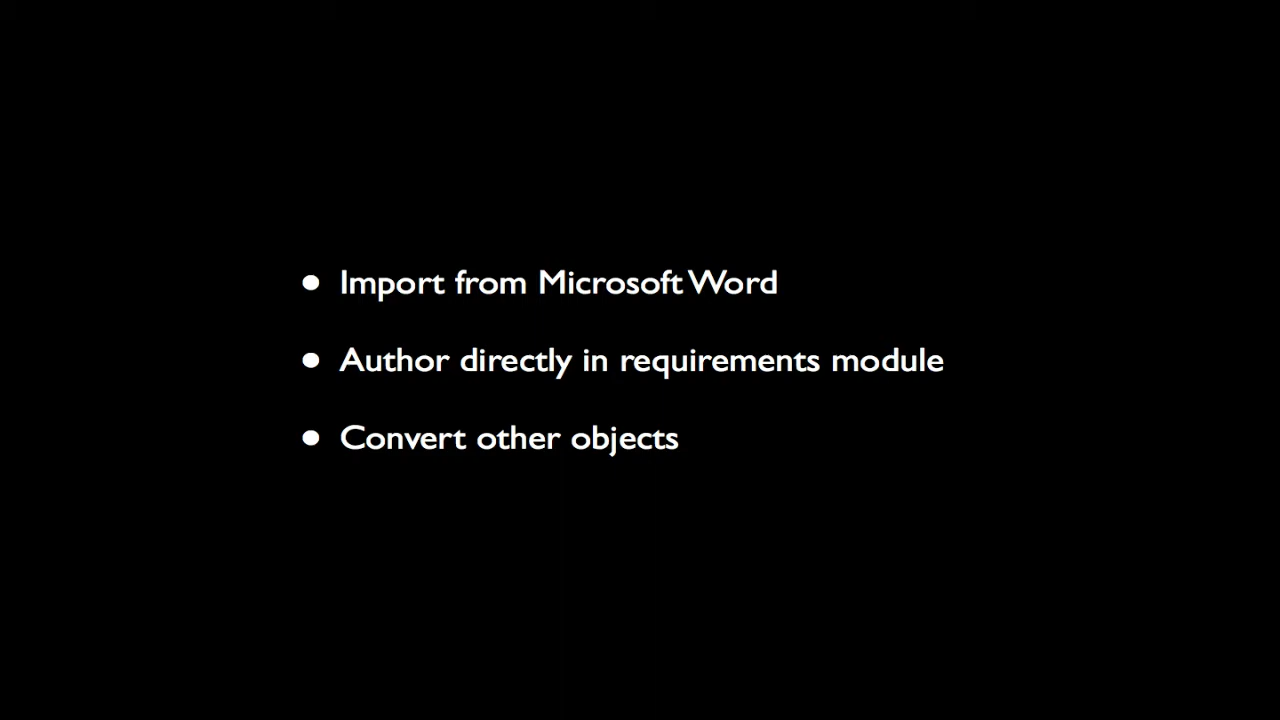 • Import from Microsoft Word
• Author directly in requirements module
• Convert other objects